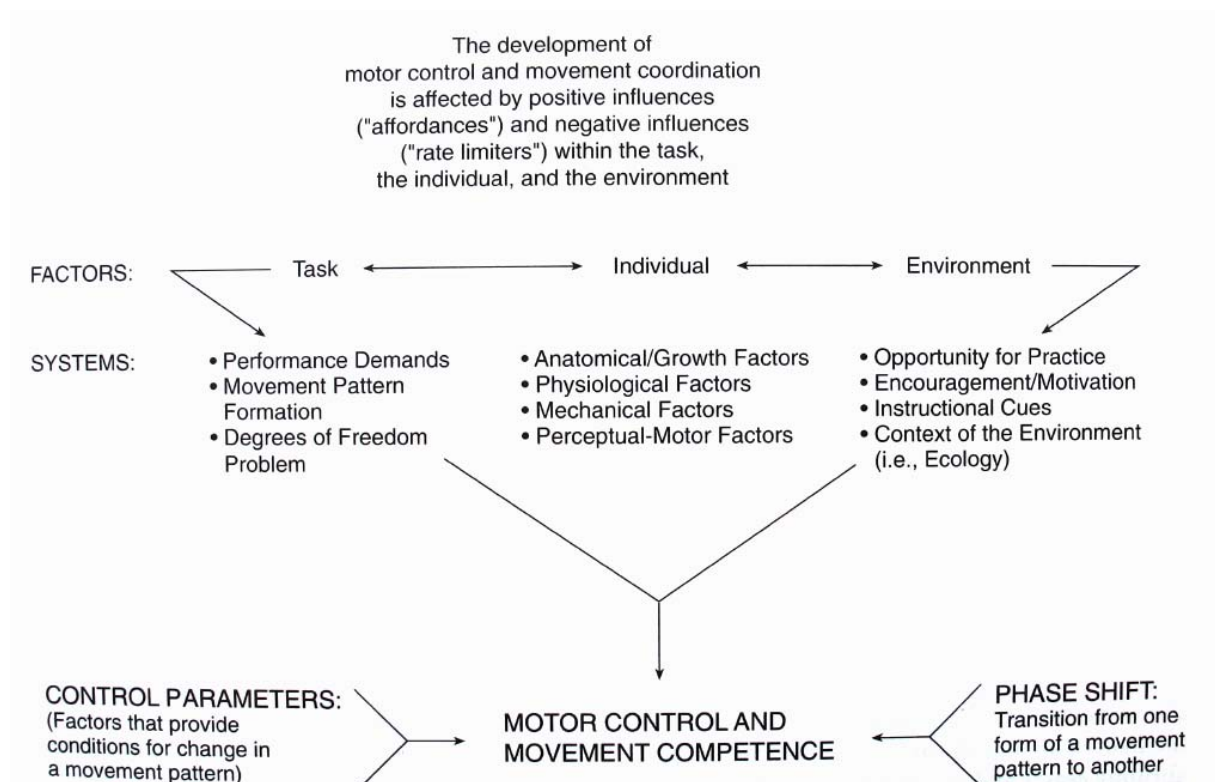 The development of
motor control and movement coordination
is affected by positive influences
("affordances") and negative influences
("rate limiters") within the task,
the individual, and the environment
FACTORS:
Task
Individual
Environment
SYSTEMS:
• Performance Demands
• Movement Pattern
Formation
• Degrees of Freedom
Problem
• Anatomical/Growth Factors
• Physiological Factors
• Mechanical Factors
• Perceptual-Motor Factors
• Opportunity for Practice
• Encouragement/Motivation
• Instructional Cues
• Context of the Environment
(i.e., Ecology)
CONTROL PARAMETERS:
(Factors that provide
conditions for change in
a movement pattern)
MOTOR CONTROL AND
MOVEMENT COMPETENCE
PHASE SHIFT:
Transition from one
form of a movement
pattern to another